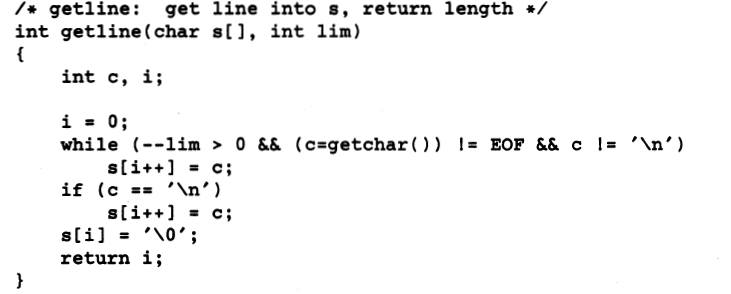 /* getline:  get line into s, return length */
int getline(char s[], int lim)
{
    int c, i;

    i = 0;
    while (--lim > 0 && (c=getchar()) != EOF && c != '\n')
        s[i++] = c;
    if (c == '\n')
        s[i++] = c;
    s[i] = '\0';
    return i;
}